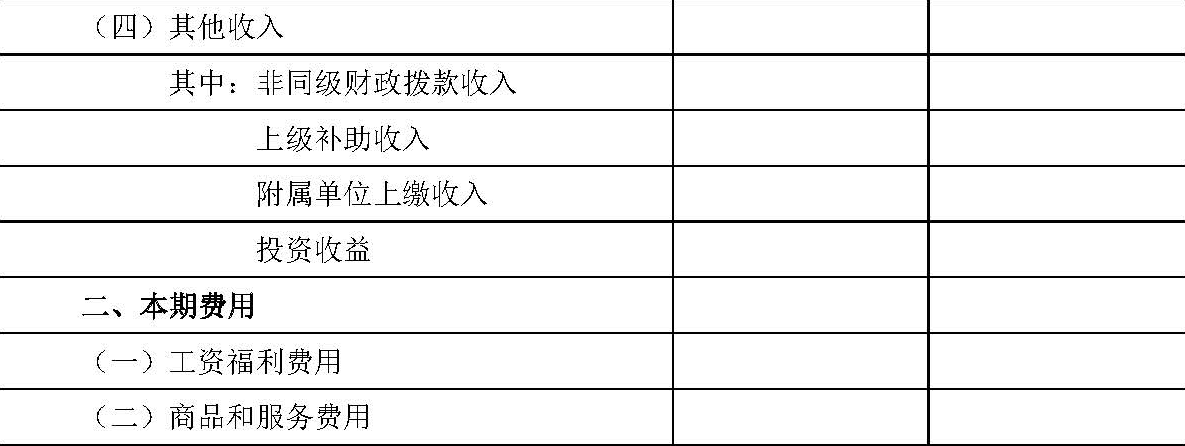 （四）其他收入
其中：非同级财政拨款收入
上级补助收入
附属单位上缴收入
投资收益
二、本期费用
（一）工资福利费用
（二）商品和服务费用